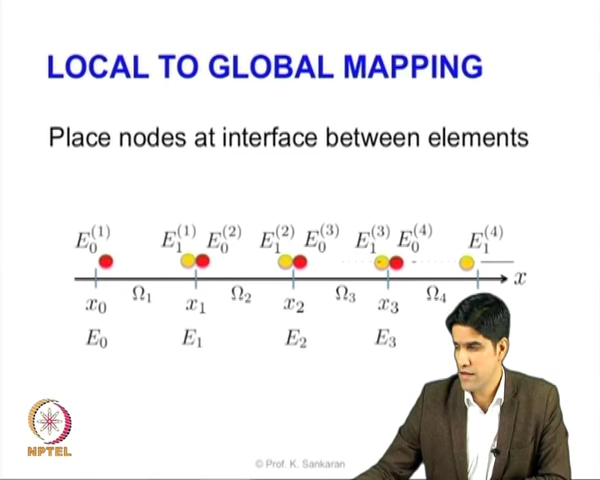 LOCAL TO GLOBAL MAPPING
Place nodes at interface between elements
E₀⁽¹⁾ E₁⁽¹⁾ E₀⁽²⁾ E₁⁽²⁾ E₀⁽³⁾ E₁⁽³⁾ E₀⁽⁴⁾ E₁⁽⁴⁾
x
x₀ Ω₁ x₁ Ω₂ x₂ Ω₃ x₃ Ω₄
E₀ E₁ E₂ E₃
NPTEL
© Prof. K. Sankaran